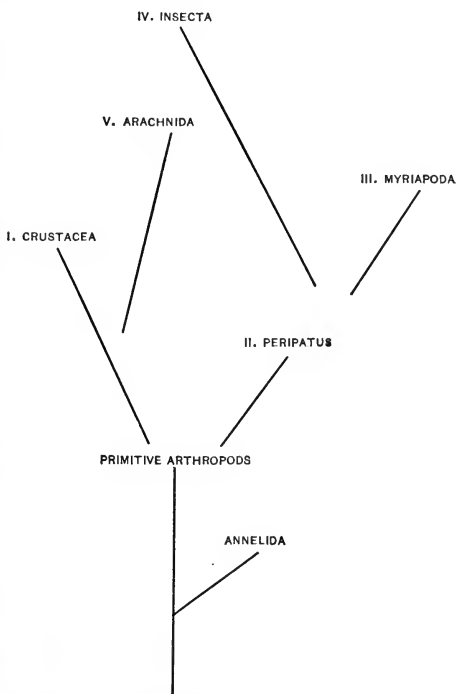 IV. INSECTA
V. ARACHNIDA
III. MYRIAPODA
I. CRUSTACEA
II. PERIPATUS
PRIMITIVE ARTHROPODS
ANNELIDA